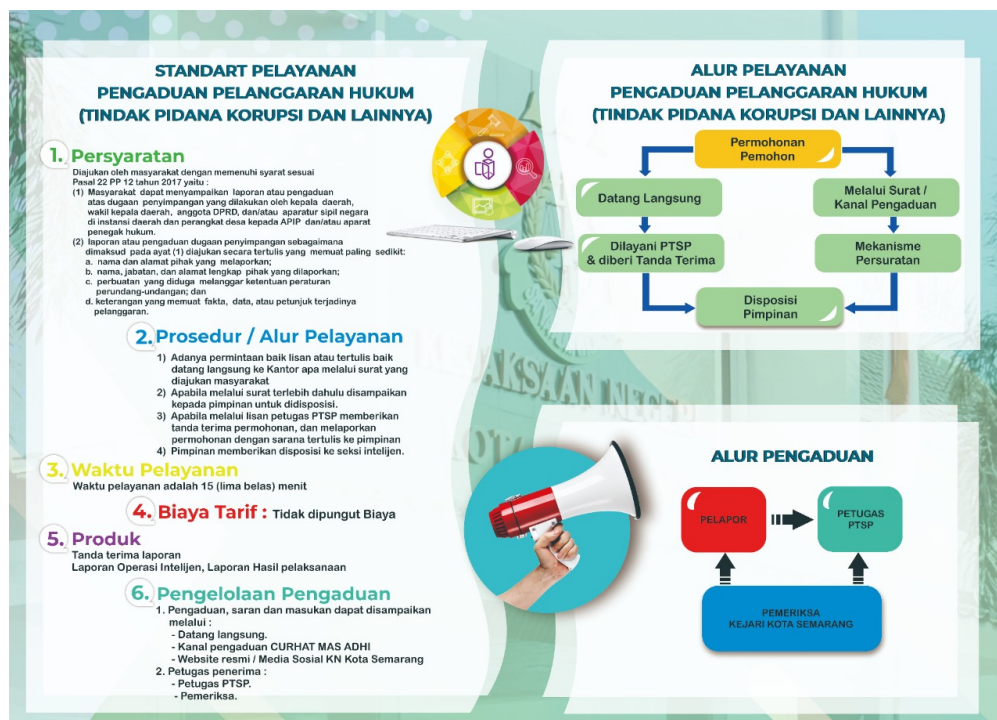 STANDART PELAYANAN
PENGADUAN PELANGGARAN HUKUM
(TINDAK PIDANA KORUPSI DAN LAINNYA)
1. Persyaratan
Diajukan oleh masyarakat dengan memenuhi syarat sesuai
Pasal 22 PP 12 tahun 2017 yaitu :
(1) Masyarakat dapat menyampaikan laporan atau pengaduan
atas dugaan penyimpangan yang dilakukan oleh kepala daerah,
wakil kepala daerah, anggota DPRD, dan/atau aparatur sipil negara
di instansi daerah dan perangkat desa kepada APIP dan/atau aparat
penegak hukum.
(2) laporan atau pengaduan dugaan penyimpangan sebagaimana
dimaksud pada ayat (1) diajukan secara tertulis yang memuat paling sedikit:
a. nama dan alamat pihak yang melaporkan;
b. nama, jabatan, dan alamat lengkap pihak yang dilaporkan;
c. perbuatan yang diduga melanggar ketentuan peraturan
perundang-undangan; dan
d. keterangan yang memuat fakta, data, atau petunjuk terjadinya
pelanggaran.
2. Prosedur / Alur Pelayanan
1) Adanya permintaan baik lisan atau tertulis baik
datang langsung ke Kantor apa melalui surat yang
diajukan masyarakat
2) Apabila melalui surat terlebih dahulu disampaikan
kepada pimpinan untuk didisposisi.
3) Apabila melalui lisan petugas PTSP memberikan
tanda terima permohonan, dan melaporkan
permohonan dengan sarana tertulis ke pimpinan
4) Pimpinan memberikan disposisi ke seksi intelijen.
3. Waktu Pelayanan
Waktu pelayanan adalah 15 (lima belas) menit
4. Biaya Tarif : Tidak dipungut Biaya
5. Produk
Tanda terima laporan
Laporan Operasi Intelijen, Laporan Hasil pelaksanaan
6. Pengelolaan Pengaduan
1. Pengaduan, saran dan masukan dapat disampaikan
melalui :
- Datang langsung.
- Kanal pengaduan CURHAT MAS ADHI
- Website resmi / Media Sosial KN Kota Semarang
2. Petugas penerima :
- Petugas PTSP.
- Pemeriksa.
ALUR PELAYANAN
PENGADUAN PELANGGARAN HUKUM
(TINDAK PIDANA KORUPSI DAN LAINNYA)
Permohonan
Pemohon
Datang Langsung
Melalui Surat /
Kanal Pengaduan
Dilayani PTSP
& diberi Tanda Terima
Mekanisme
Persuratan
Disposisi
Pimpinan
ALUR PENGADUAN
PELAPOR
PETUGAS
PTSP
PEMERIKSA
KEJARI KOTA SEMARANG